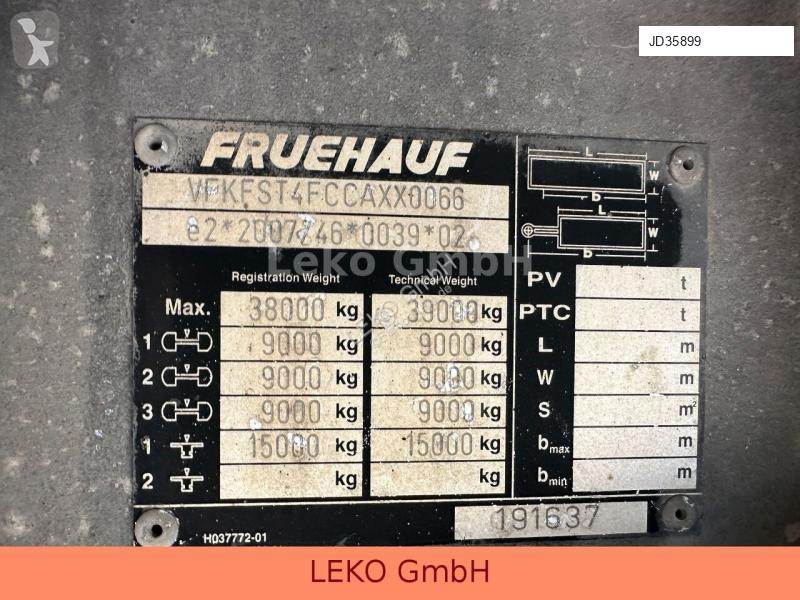 JD35899
FRUEHAUF
VFKFST4FCCAXX0066
e2*2007/46*0039*02
Leko GmbH
Registration Weight Technical Weight
Max. 38000 kg 39000 kg
1 9000 kg 9000 kg
2 9000 kg 9000 kg
3 9000 kg 9000 kg
1 15000 kg 15000 kg
2 kg kg
L
W
b
L
W
b
PV t
PTC t
L m
W m
S m²
bmax m
bmin m
H037772-01
191637
LEKO GmbH